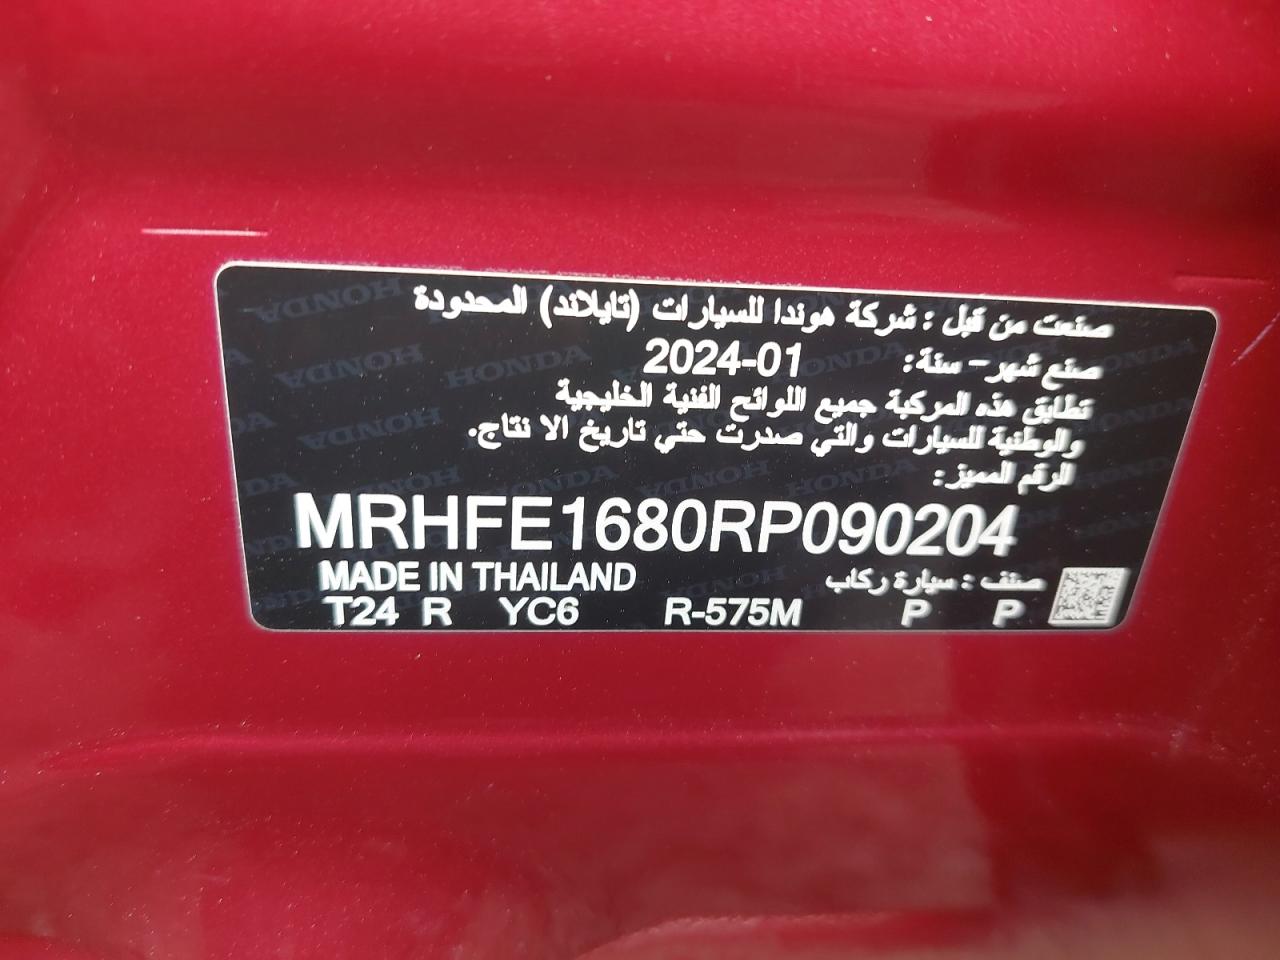 صنعت من قبل : شركة هوندا للسيارات (تايلاند) المحدودة
صنع شهر- سنة: 2024-01
تطابق هذه المركبة جميع اللوائح الفنية الخليجية
والوطنية للسيارات والتي صدرت حتي تاريخ الا نتاج.
الرقم المميز:
MRHFE1680RP090204
MADE IN THAILAND صنف : سيارة ركاب
T24 R YC6 R-575M P P